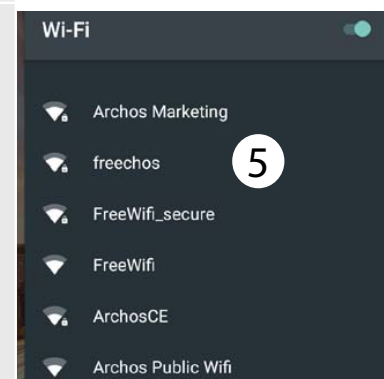 Wi-Fi
Archos Marketing
freechos
5
FreeWifi_secure
FreeWifi
ArchosCE
Archos Public Wifi